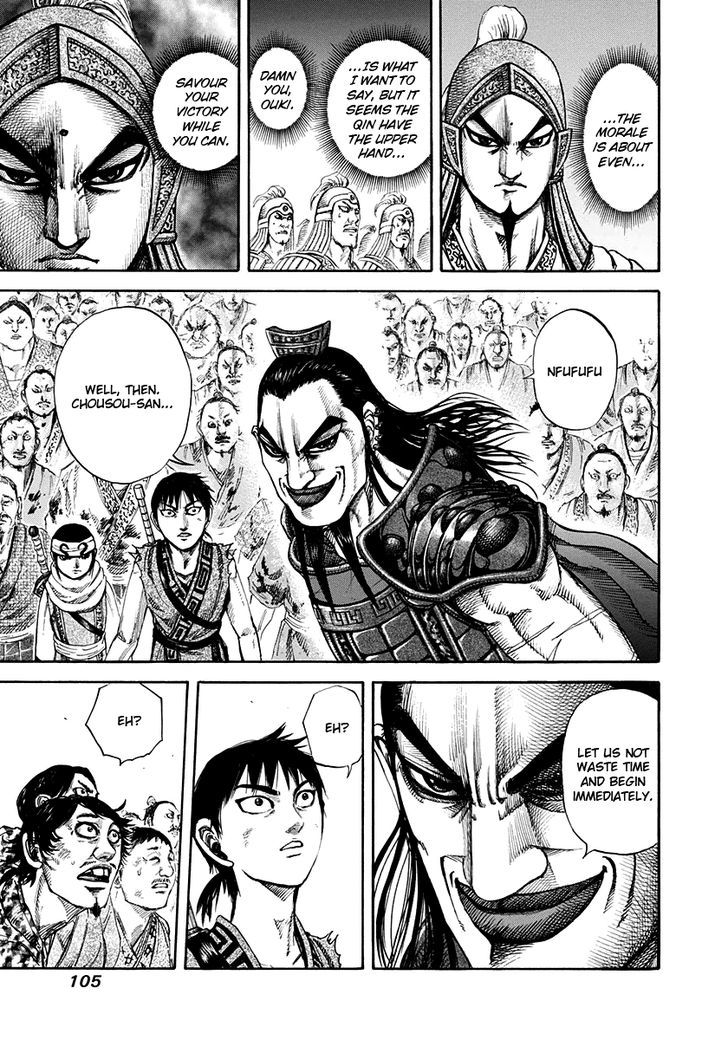 ...THE
MORALE
IS ABOUT
EVEN...
...IS WHAT
I WANT TO
SAY, BUT IT
SEEMS THE
QIN HAVE
THE UPPER
HAND...
DAMN
YOU,
OUKI.
SAVOUR
YOUR
VICTORY
WHILE
YOU CAN.
NFUFUFU
WELL, THEN.
CHOUSOU-SAN...
LET US NOT
WASTE TIME
AND BEGIN
IMMEDIATELY.
EH?
EH?
105